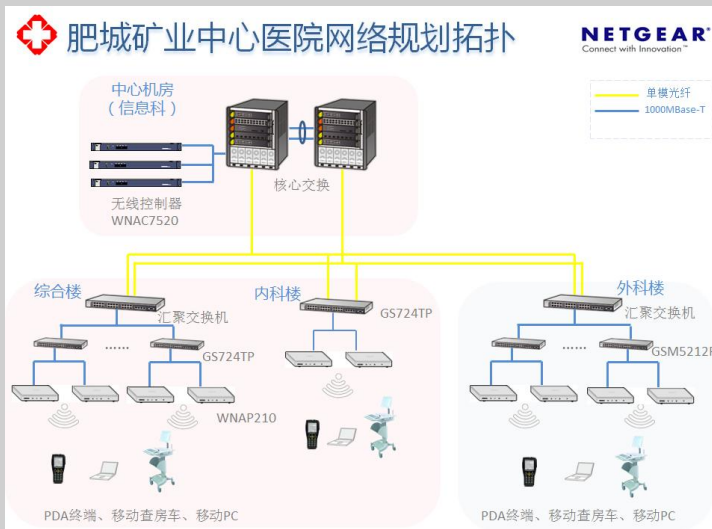 肥城矿业中心医院网络规划拓扑
NETGEAR®
Connect with Innovation™
中心机房
（信息科）
单模光纤
1000MBase-T
核心交换
无线控制器
WNAC7520
综合楼
内科楼
外科楼
汇聚交换机
GS724TP
汇聚交换机
……
GS724TP
……
GSM5212P
WNAP210
PDA终端、移动查房车、移动PC
PDA终端、移动查房车、移动PC